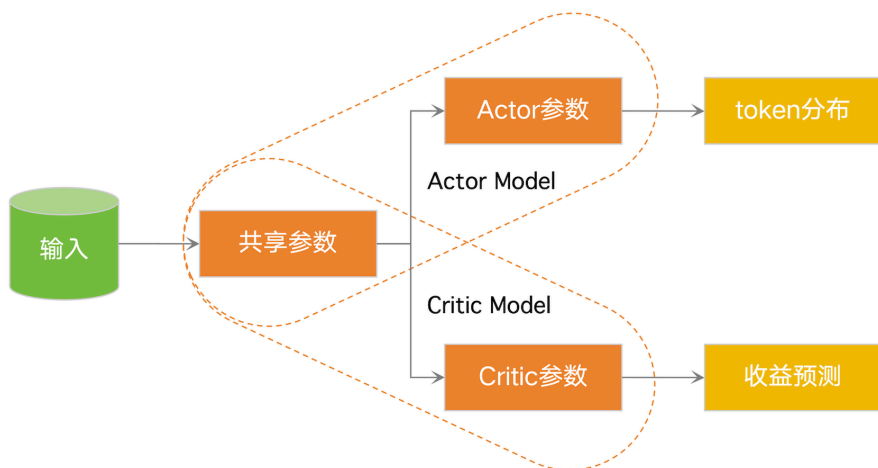 输入
共享参数
Actor参数
token分布
Actor Model
Critic Model
Critic参数
收益预测